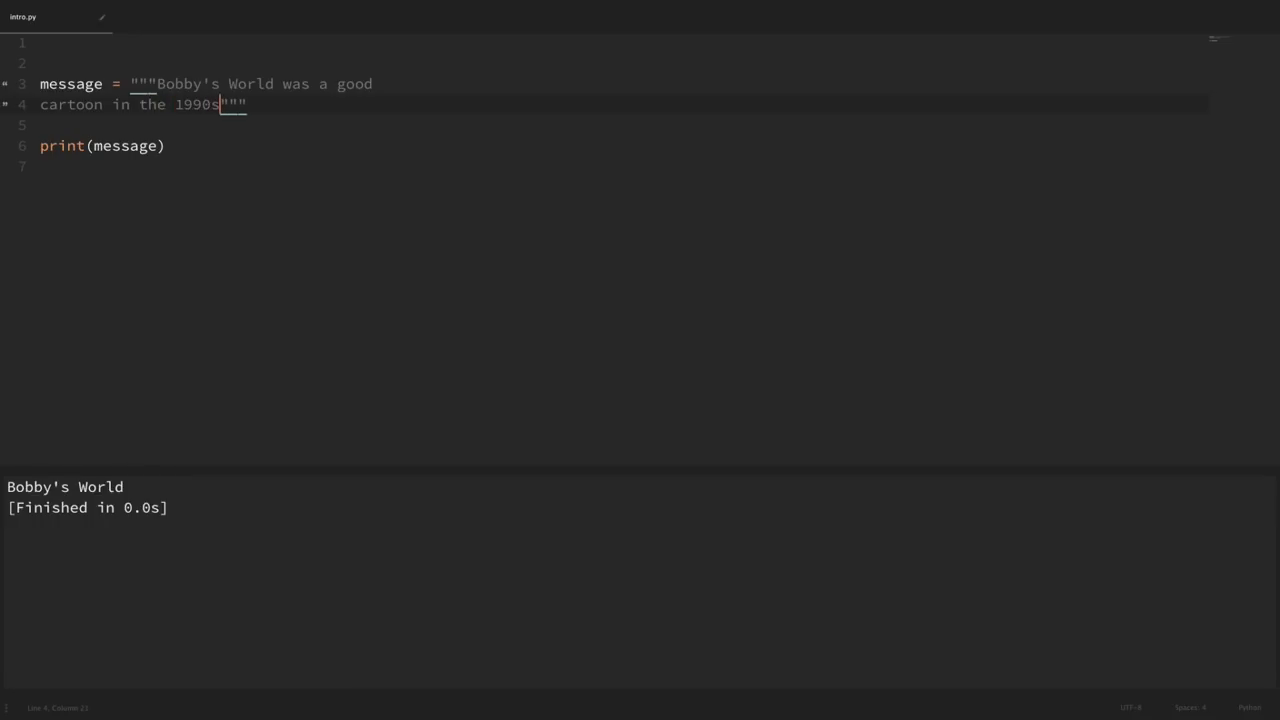 intro.py
1
2
3 message = """Bobby's World was a good
4 cartoon in the 1990s"""
5
6 print(message)
7
Bobby's World
[Finished in 0.0s]
Line 4, Column 21
UTF-8 Spaces: 4 Python